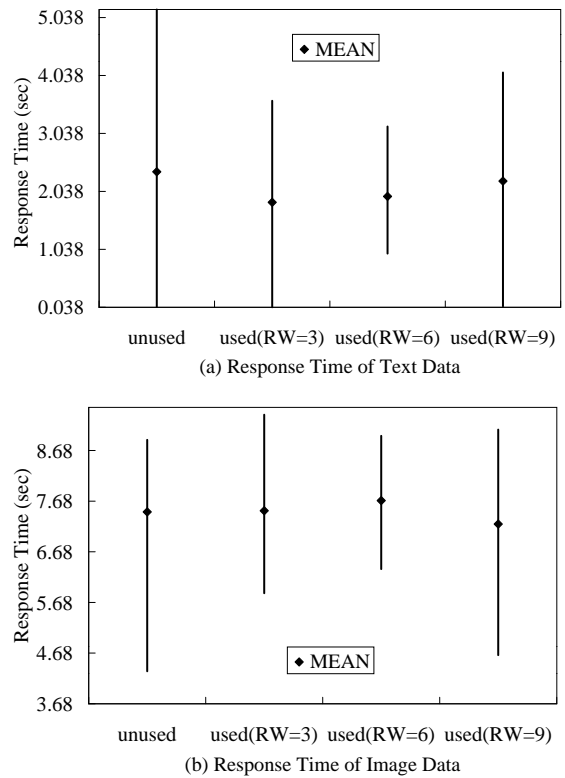 5.038
4.038
3.038
2.038
1.038
0.038
Response Time (sec)
MEAN
unused used(RW=3) used(RW=6) used(RW=9)
(a) Response Time of Text Data
8.68
7.68
6.68
5.68
4.68
3.68
Response Time (sec)
MEAN
unused used(RW=3) used(RW=6) used(RW=9)
(b) Response Time of Image Data